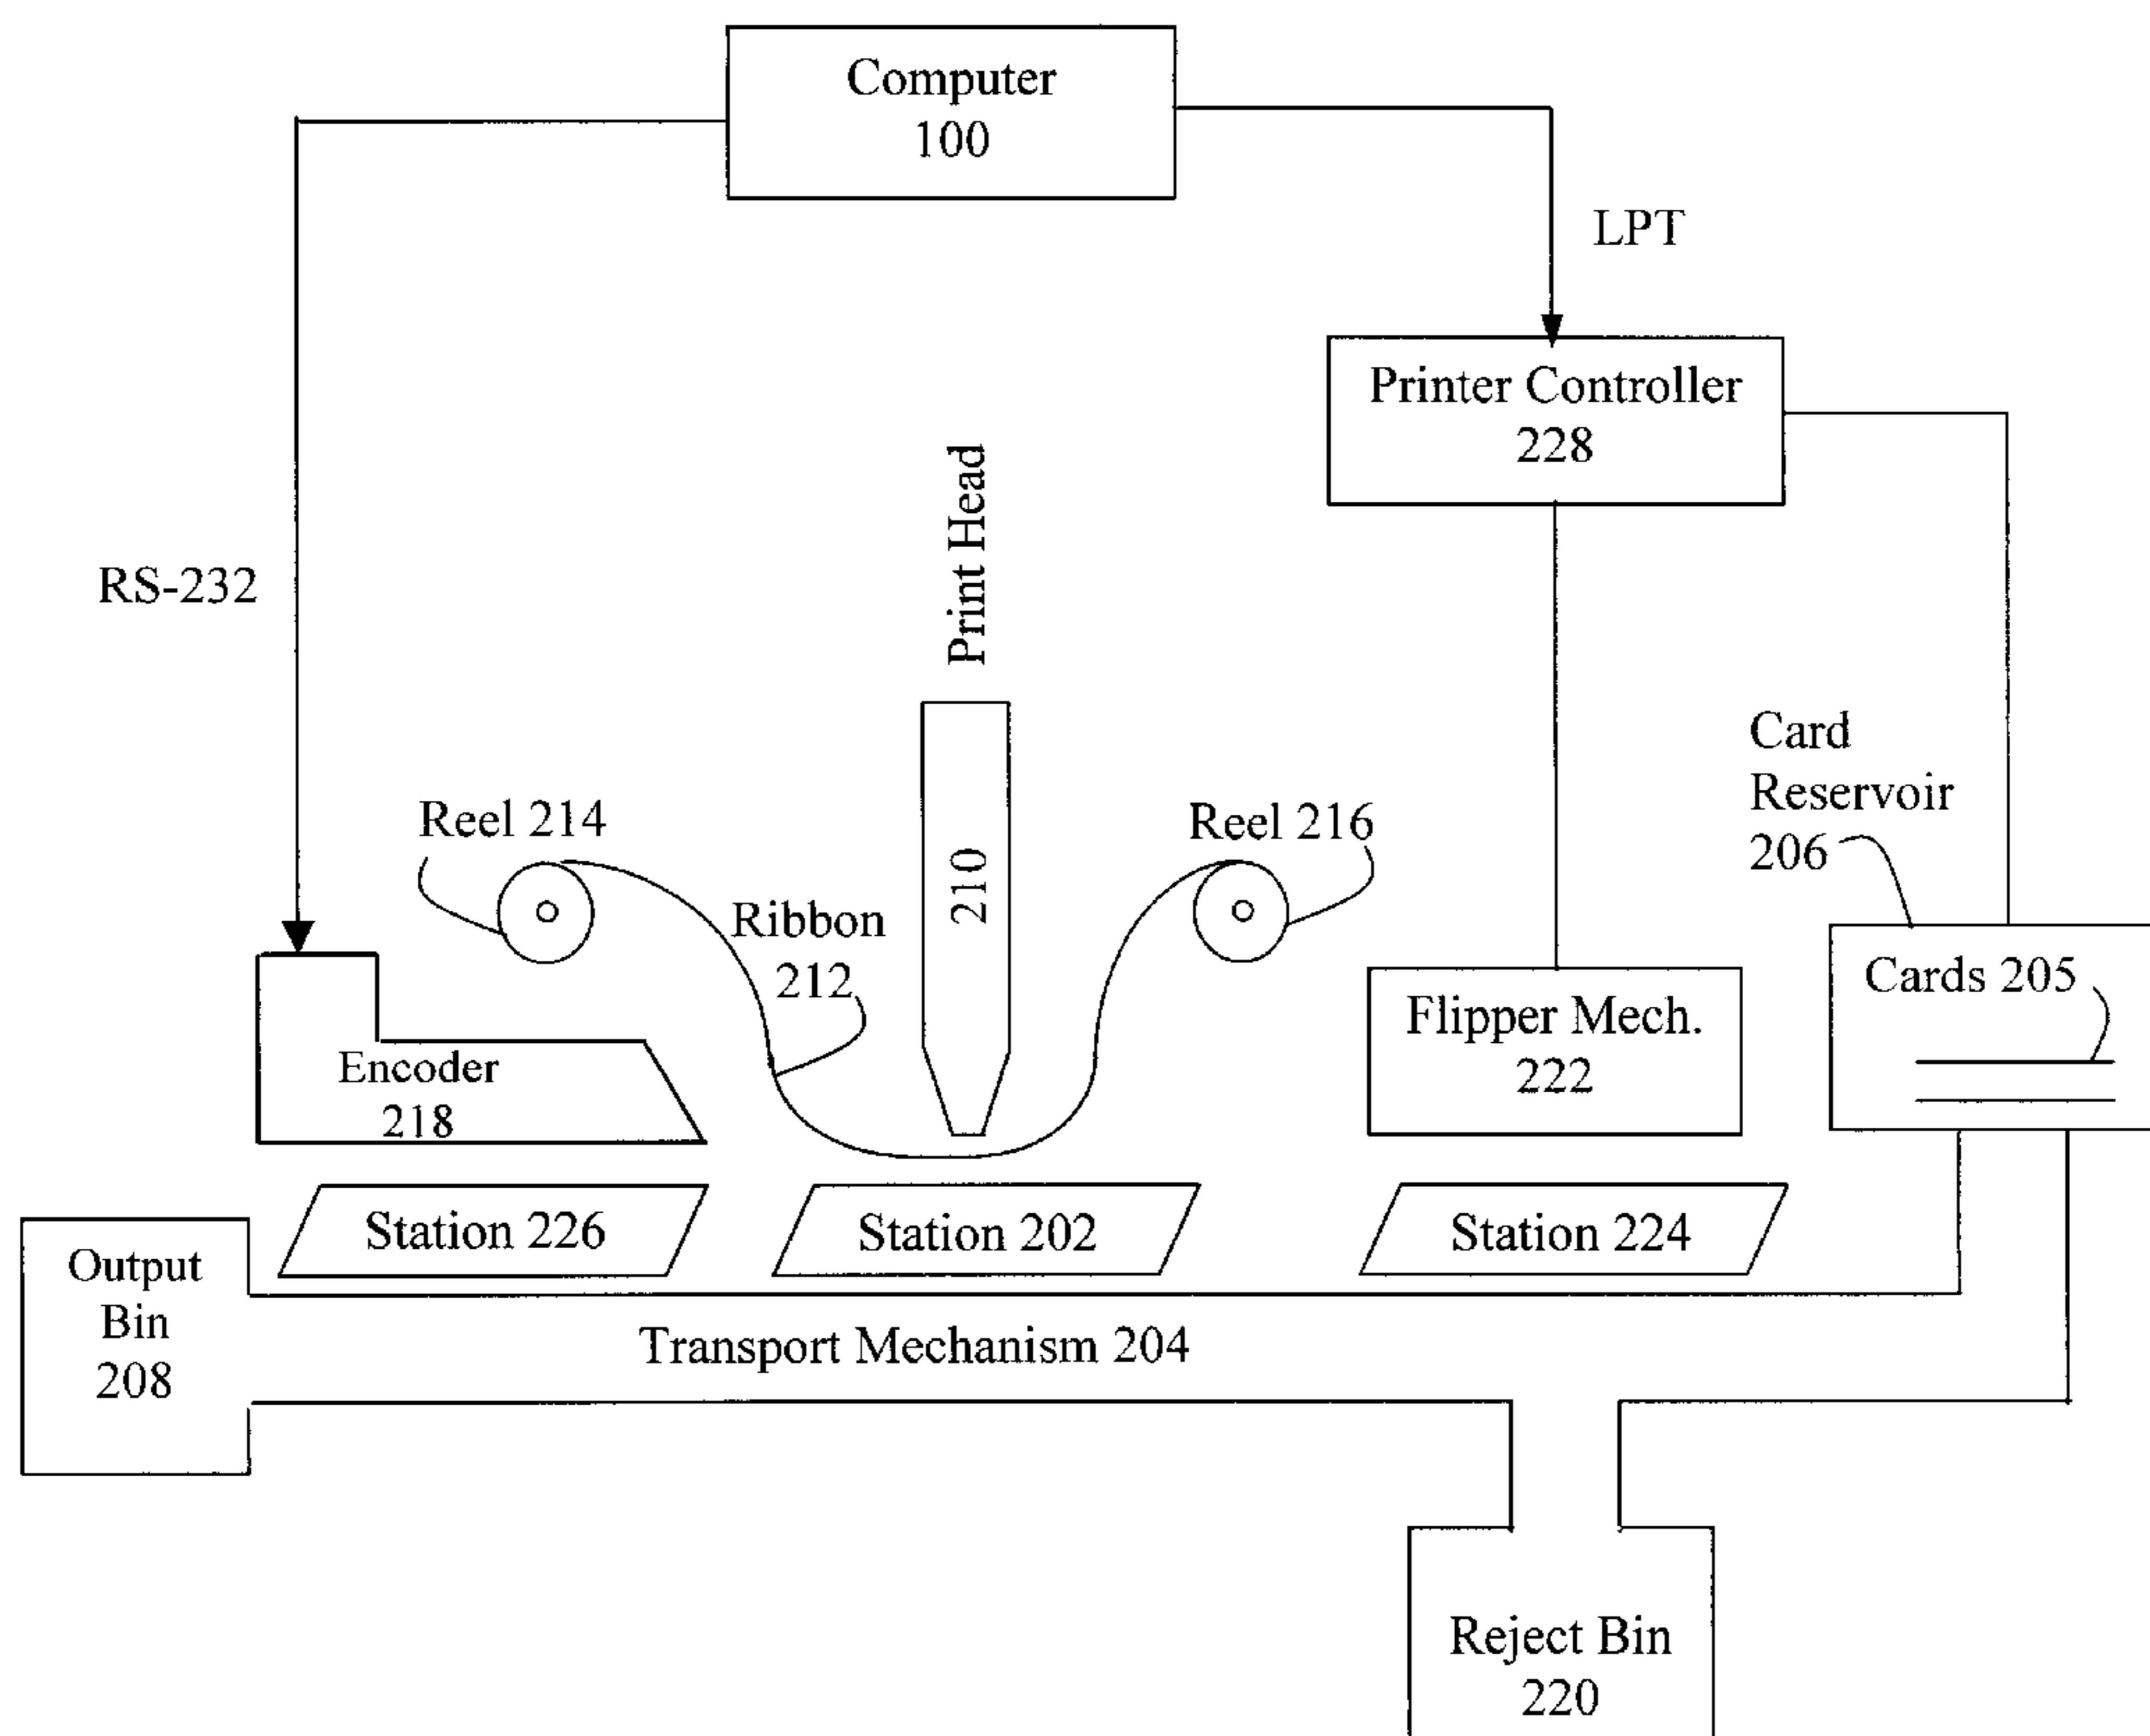 Computer
100
LPT
Printer Controller
228
RS-232
Print Head
Card
Reservoir
206
Reel 214
Reel 216
210
Ribbon
212
Cards 205
Flipper Mech.
222
Encoder
218
Station 226
Station 202
Station 224
Output
Bin
208
Transport Mechanism 204
Reject Bin
220